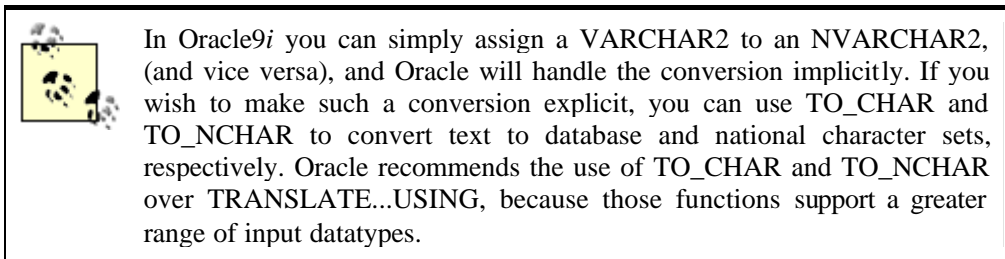 In Oracle9i you can simply assign a VARCHAR2 to an NVARCHAR2,
(and vice versa), and Oracle will handle the conversion implicitly. If you
wish to make such a conversion explicit, you can use TO_CHAR and
TO_NCHAR to convert text to database and national character sets,
respectively. Oracle recommends the use of TO_CHAR and TO_NCHAR
over TRANSLATE...USING, because those functions support a greater
range of input datatypes.